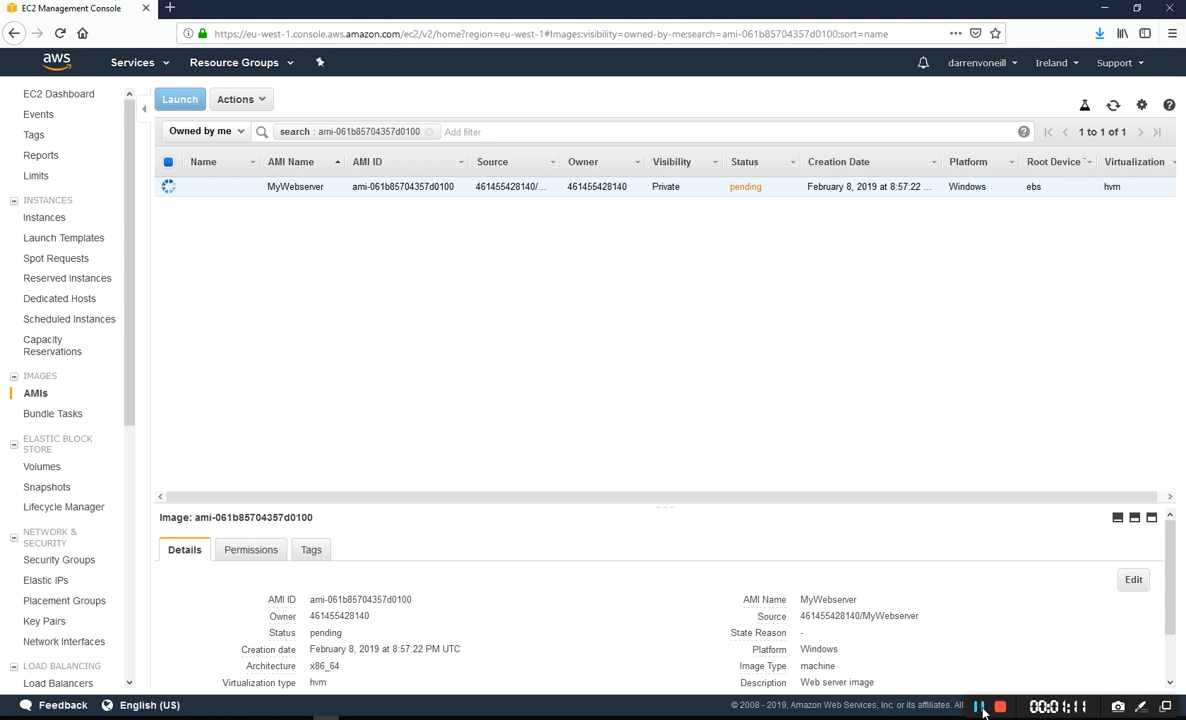 EC2 Management Console
https://eu-west-1.console.aws.amazon.com/ec2/v2/home?region=eu-west-1#Images:visibility=owned-by-me;search=ami-061b85704357d0100;sort=name
aws Services Resource Groups darrenvoneill Ireland Support
EC2 Dashboard
Events
Tags
Reports
Limits
INSTANCES
Instances
Launch Templates
Spot Requests
Reserved Instances
Dedicated Hosts
Scheduled Instances
Capacity
Reservations
IMAGES
AMIs
Bundle Tasks
ELASTIC BLOCK
STORE
Volumes
Snapshots
Lifecycle Manager
NETWORK &
SECURITY
Security Groups
Elastic IPs
Placement Groups
Key Pairs
Network Interfaces
LOAD BALANCING
Load Balancers
Launch Actions
Owned by me search : ami-061b85704357d0100 Add filter 1 to 1 of 1
Name AMI Name AMI ID Source Owner Visibility Status Creation Date Platform Root Device Virtualization
MyWebserver ami-061b85704357d0100 461455428140/... 461455428140 Private pending February 8, 2019 at 8:57:22 ... Windows ebs hvm
Image: ami-061b85704357d0100
Details Permissions Tags
Edit
AMI ID ami-061b85704357d0100 AMI Name MyWebserver
Owner 461455428140 Source 461455428140/MyWebserver
Status pending State Reason -
Creation date February 8, 2019 at 8:57:22 PM UTC Platform Windows
Architecture x86_64 Image Type machine
Virtualization type hvm Description Web server image
Feedback English (US) © 2008 - 2019, Amazon Web Services, Inc. or its affiliates. All
00:01:11